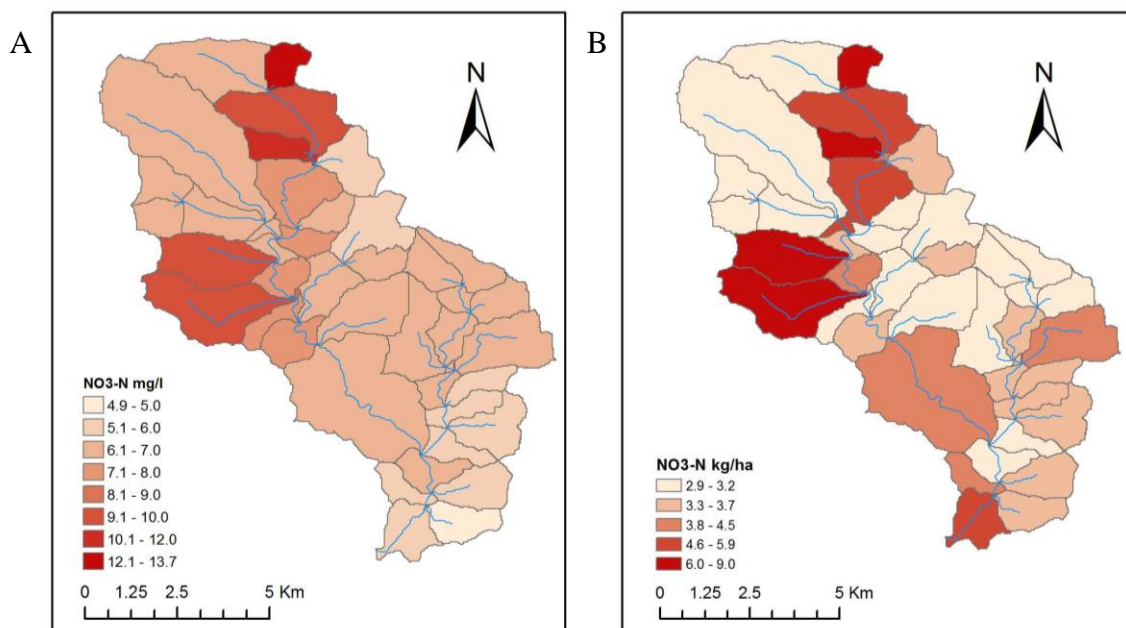 A
N
NO3-N mg/l
4.9 - 5.0
5.1 - 6.0
6.1 - 7.0
7.1 - 8.0
8.1 - 9.0
9.1 - 10.0
10.1 - 12.0
12.1 - 13.7
0 1.25 2.5 5 Km
B
N
NO3-N kg/ha
2.9 - 3.2
3.3 - 3.7
3.8 - 4.5
4.6 - 5.9
6.0 - 9.0
0 1.25 2.5 5 Km